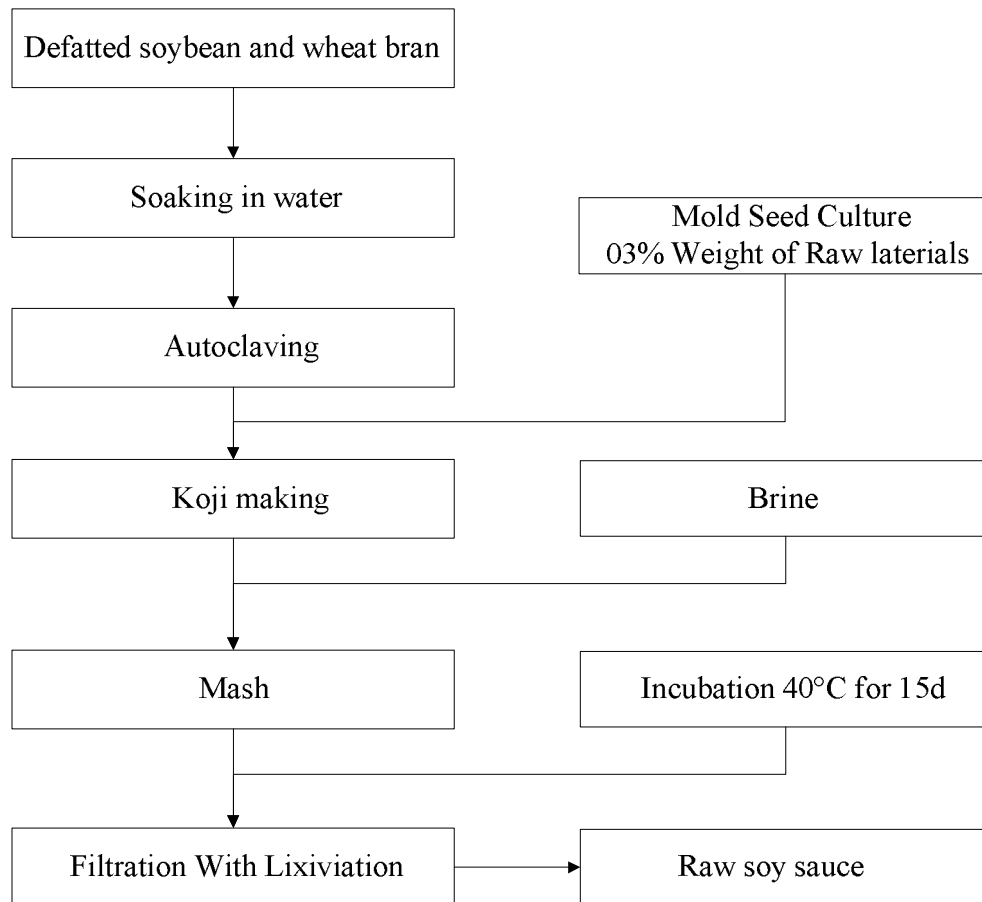 Defatted soybean and wheat bran
Soaking in water
Mold Seed Culture
03% Weight of Raw laterials
Autoclaving
Koji making
Brine
Mash
Incubation 40°C for 15d
Filtration With Lixiviation
Raw soy sauce